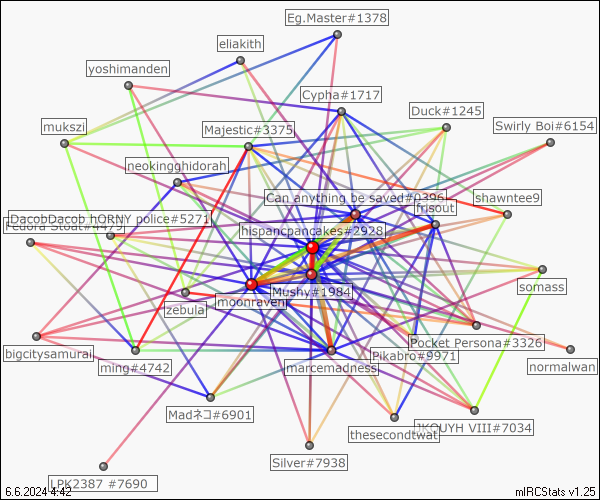 Eg.Master#1378
eliakith
yoshimanden
Cypha#1717
Duck#1245
Swirly Boi#6154
mukszi
Majestic#3375
neokingghidorah
Can anything be saved#0396
shawntee9
frisout
DacobDacob hORNY police#5271
Fedora Stoat#4475
hispancpancakes#2928
Mushy#1984
moonraven
zebula
somass
Pocket Persona#3326
bigcitysamurai
ming#4742
marcemadness
Pikabro#9971
normalwan
Madネコ#6901
thesecondtwat
JKOUYH VIII#7034
Silver#7938
LPK2387 #7690
6.6.2024 4:42
mIRCStats v1.25